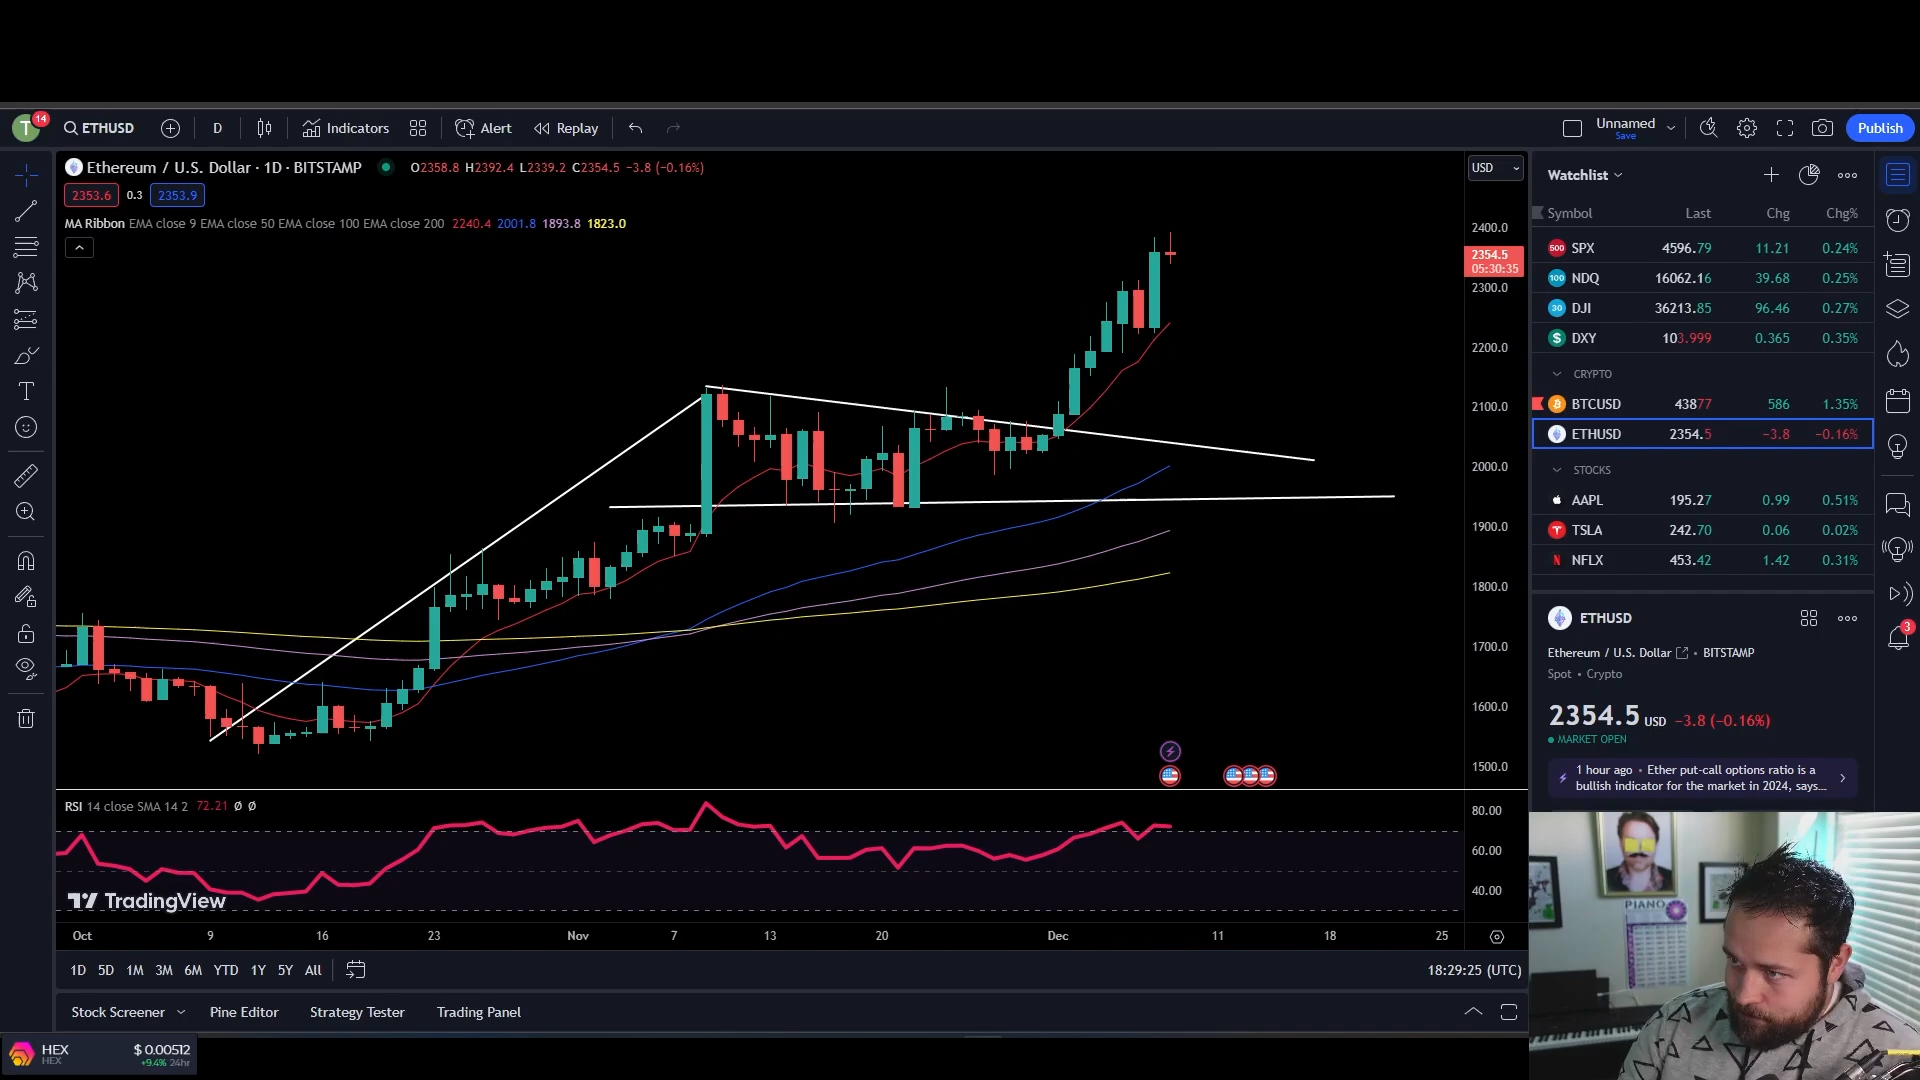 T 14 ETHUSD D Indicators Alert Replay Unnamed Save Publish
Ethereum / U.S. Dollar · 1D · BITSTAMP O2358.8 H2392.4 L2339.2 C2354.5 −3.8 (−0.16%)
2353.6 0.3 2353.9
MA Ribbon EMA close 9 EMA close 50 EMA close 100 EMA close 200 2240.4 2001.8 1893.8 1823.0
USD
2400.0
2354.5
05:30:35
2300.0
2200.0
2100.0
2000.0
1900.0
1800.0
1700.0
1600.0
1500.0
RSI 14 close SMA 14 2 72.21 Ø Ø
80.00
60.00
40.00
TradingView
Oct 9 16 23 Nov 7 13 20 Dec 11 18 25
1D 5D 1M 3M 6M YTD 1Y 5Y All
18:29:25 (UTC)
Stock Screener Pine Editor Strategy Tester Trading Panel
HEX $ 0.00512
HEX +9.4% 24hr
Watchlist
Symbol Last Chg Chg%
500 SPX 4596.79 11.21 0.24%
100 NDQ 16062.16 39.68 0.25%
30 DJI 36213.85 96.46 0.27%
$ DXY 103.999 0.365 0.35%
CRYPTO
BTCUSD 43877 586 1.35%
ETHUSD 2354.5 −3.8 −0.16%
STOCKS
AAPL 195.27 0.99 0.51%
TSLA 242.70 0.06 0.02%
N NFLX 453.42 1.42 0.31%
ETHUSD
Ethereum / U.S. Dollar • BITSTAMP
Spot • Crypto
2354.5 USD −3.8 (−0.16%)
MARKET OPEN
1 hour ago • Ether put-call options ratio is a
bullish indicator for the market in 2024, says...
3
PIANO